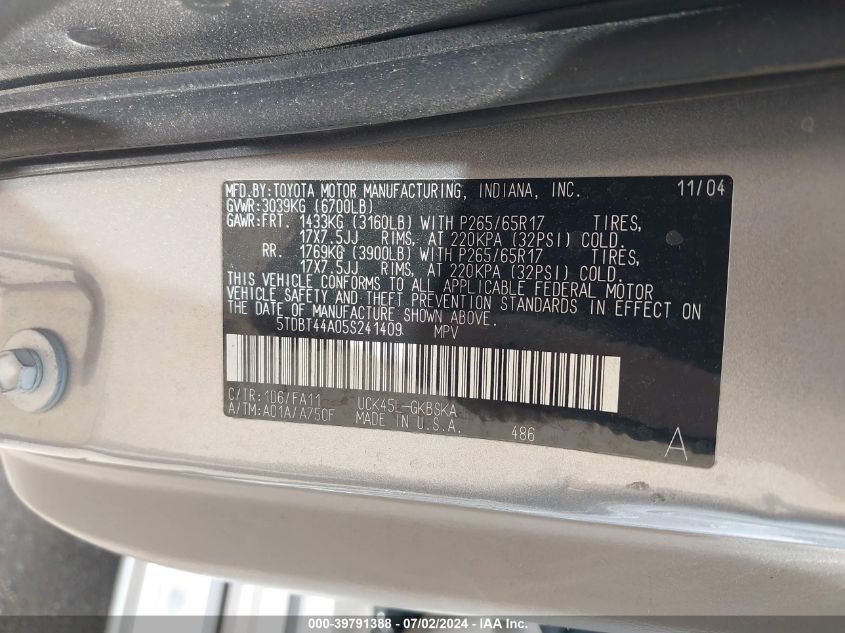 MFD.BY: TOYOTA MOTOR MANUFACTURING, INDIANA, INC. 11/04
GVWR: 3039KG (6700LB)
GAWR: FRT. 1433KG (3160LB) WITH P265/65R17 TIRES,
17X7.5JJ RIMS, AT 220KPA (32PSI) COLD.
RR. 1769KG (3900LB) WITH P265/65R17 TIRES,
17X7.5JJ RIMS, AT 220KPA (32PSI) COLD.
THIS VEHICLE CONFORMS TO ALL APPLICABLE FEDERAL MOTOR
VEHICLE SAFETY AND THEFT PREVENTION STANDARDS IN EFFECT ON
THE DATE OF MANUFACTURE SHOWN ABOVE.
5TDBT44A05S241409 MPV
C/TR: 1D6/FA11 UCK45L-GKBSKA
A/TM: A01A/A750F MADE IN U.S.A. 486 A
000-39791388 - 07/02/2024 - IAA Inc.